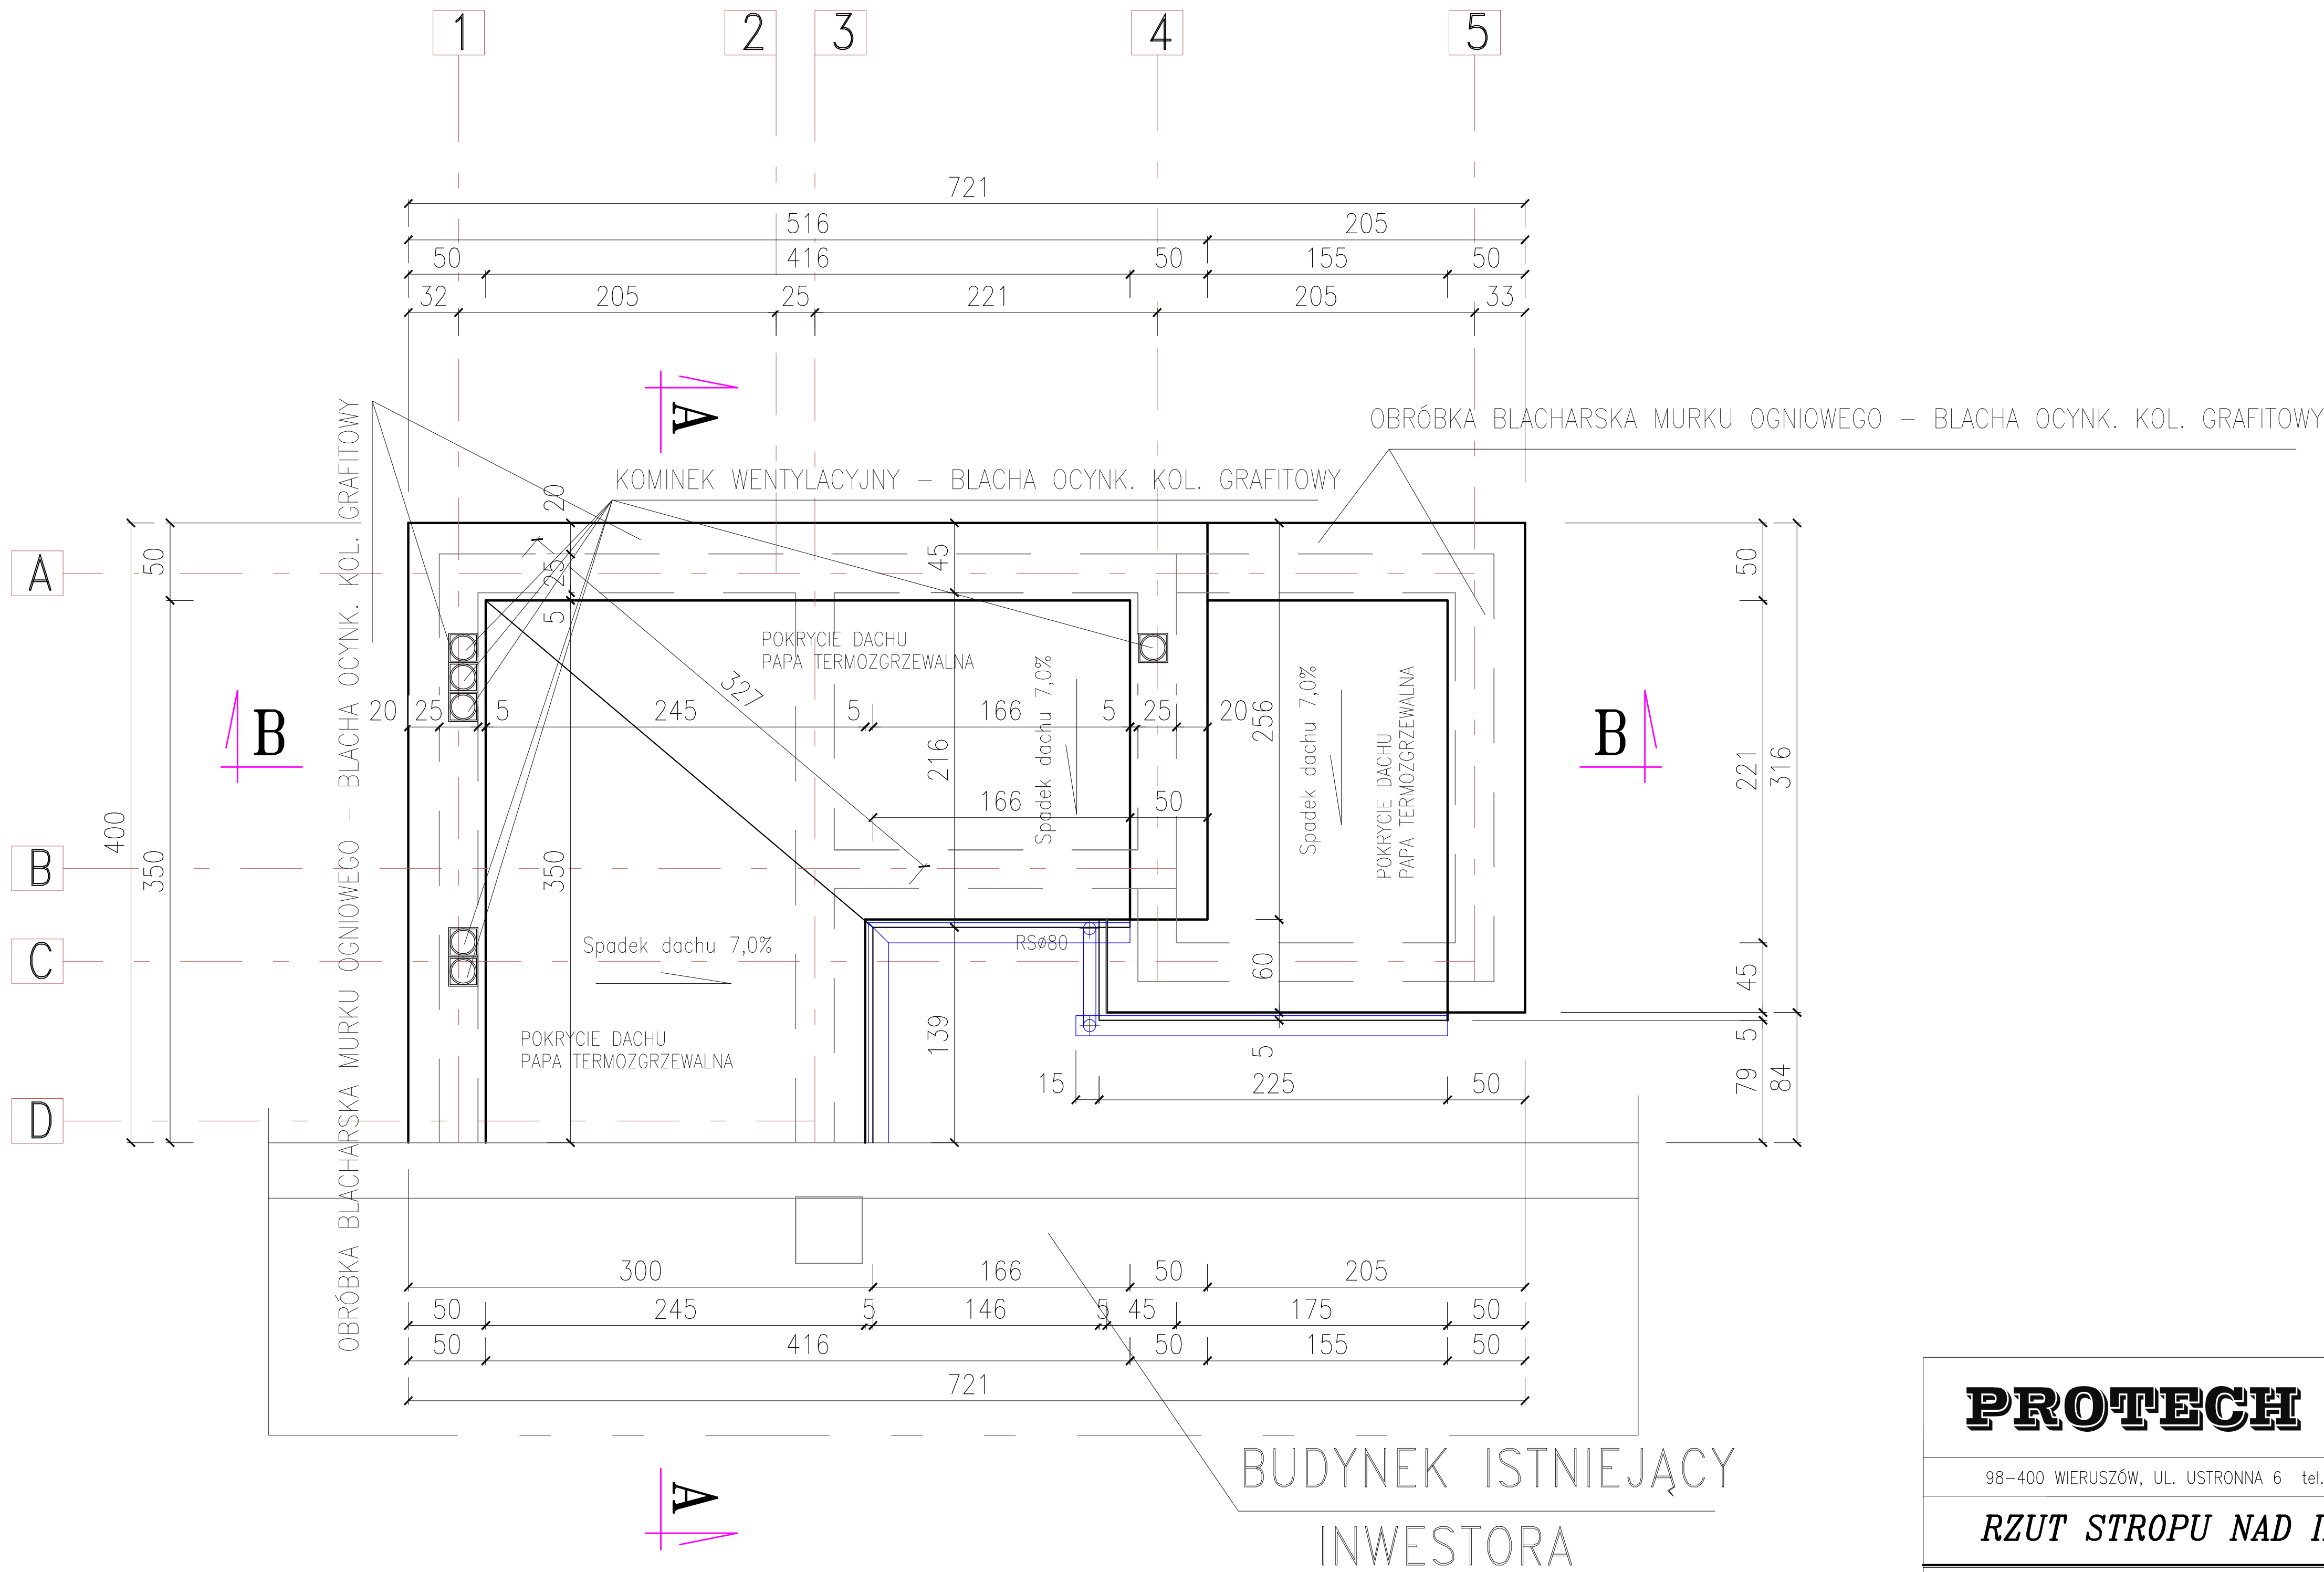 1
2
3
4
5
721
516 205
50 416 50 155 50
32 205 25 221 205 33
A
OBRÓBKA BLACHARSKA MURKU OGNIOWEGO – BLACHA OCYNK. KOL. GRAFITOWY
KOMINEK WENTYLACYJNY – BLACHA OCYNK. KOL. GRAFITOWY
OBRÓBKA BLACHARSKA MURKU OGNIOWEGO – BLACHA OCYNK. KOL. GRAFITOWY
A
B
C
D
400
50
350
20
25
5
350
45
216
139
327
POKRYCIE DACHU
PAPA TERMOZGRZEWALNA
Spadek dachu 7,0%
20 25 5 245 5 166 5 25 20
166 50
256
60
5
Spadek dachu 7,0%
POKRYCIE DACHU
PAPA TERMOZGRZEWALNA
B
B
50
221
45
5
79
316
84
Spadek dachu 7,0%
RSø80
POKRYCIE DACHU
PAPA TERMOZGRZEWALNA
15 225 50
300 166 50 205
50 245 5 146 5 45 175 50
50 416 50 155 50
721
A
BUDYNEK ISTNIEJĄCY
INWESTORA
PROTECH
98-400 WIERUSZÓW, UL. USTRONNA 6 tel.
RZUT STROPU NAD